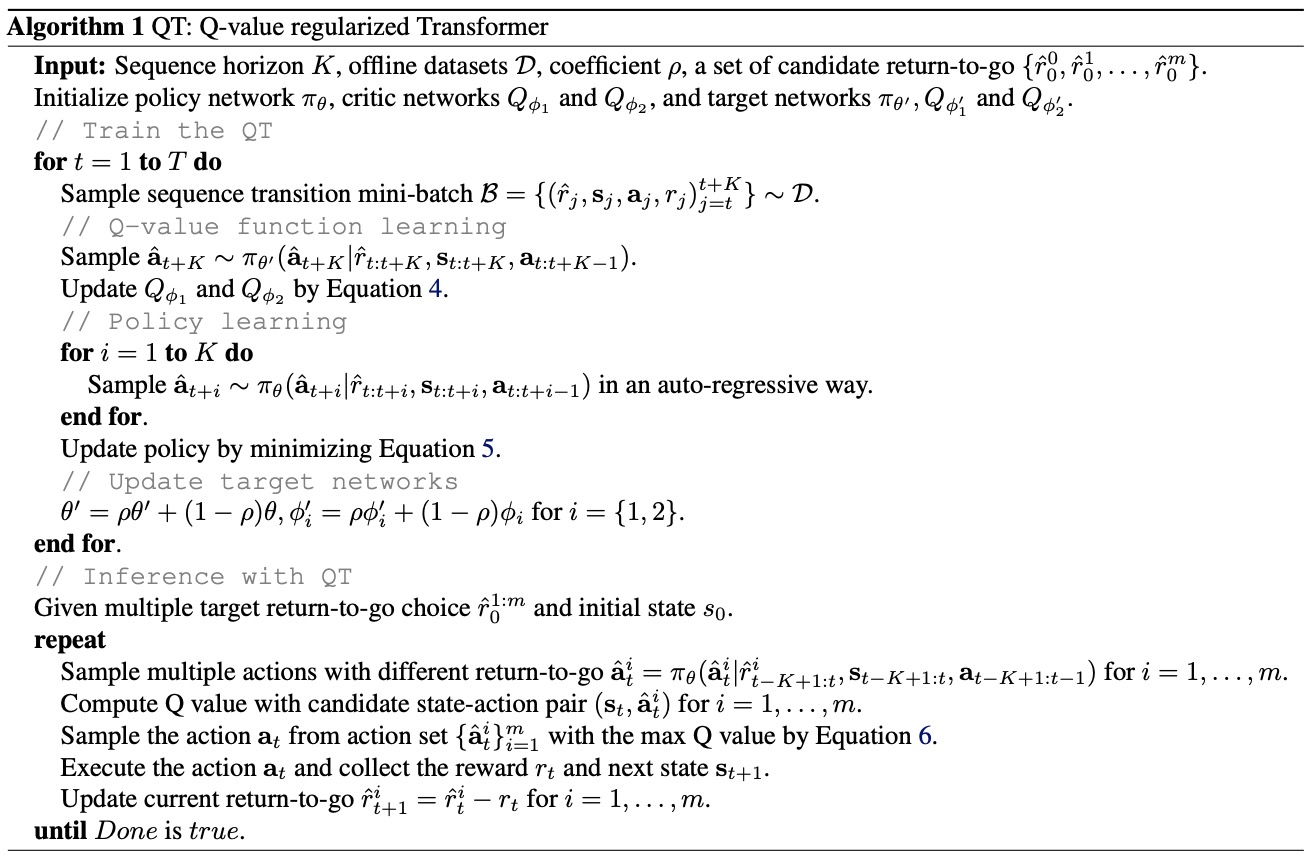 Algorithm 1 QT: Q-value regularized Transformer
Input: Sequence horizon $K$, offline datasets $\mathcal{D}$, coefficient $\rho$, a set of candidate return-to-go $\{\hat{r}_0^0, \hat{r}_0^1, \ldots, \hat{r}_0^m\}$.
Initialize policy network $\pi_\theta$, critic networks $Q_{\phi_1}$ and $Q_{\phi_2}$, and target networks $\pi_{\theta'}, Q_{\phi_1'}$ and $Q_{\phi_2'}$.
// Train the QT
for $t = 1$ to $T$ do
Sample sequence transition mini-batch $\mathcal{B} = \{(\hat{r}_j, \mathbf{s}_j, \mathbf{a}_j, r_j)_{j=t}^{t+K}\} \sim \mathcal{D}$.
// Q-value function learning
Sample $\hat{\mathbf{a}}_{t+K} \sim \pi_{\theta'}(\hat{\mathbf{a}}_{t+K}|\hat{r}_{t:t+K}, \mathbf{s}_{t:t+K}, \mathbf{a}_{t:t+K-1})$.
Update $Q_{\phi_1}$ and $Q_{\phi_2}$ by Equation 4.
// Policy learning
for $i = 1$ to $K$ do
Sample $\hat{\mathbf{a}}_{t+i} \sim \pi_\theta(\hat{\mathbf{a}}_{t+i}|\hat{r}_{t:t+i}, \mathbf{s}_{t:t+i}, \mathbf{a}_{t:t+i-1})$ in an auto-regressive way.
end for.
Update policy by minimizing Equation 5.
// Update target networks
$\theta' = \rho\theta' + (1 - \rho)\theta, \phi_i' = \rho\phi_i' + (1 - \rho)\phi_i$ for $i = \{1, 2\}$.
end for.
// Inference with QT
Given multiple target return-to-go choice $\hat{r}_0^{1:m}$ and initial state $s_0$.
repeat
Sample multiple actions with different return-to-go $\hat{\mathbf{a}}_t^i = \pi_\theta(\hat{\mathbf{a}}_t^i|\hat{r}_{t-K+1:t}^i, \mathbf{s}_{t-K+1:t}, \mathbf{a}_{t-K+1:t-1})$ for $i = 1, \ldots, m$.
Compute Q value with candidate state-action pair $(\mathbf{s}_t, \hat{\mathbf{a}}_t^i)$ for $i = 1, \ldots, m$.
Sample the action $\mathbf{a}_t$ from action set $\{\hat{\mathbf{a}}_t^i\}_{i=1}^m$ with the max Q value by Equation 6.
Execute the action $\mathbf{a}_t$ and collect the reward $r_t$ and next state $\mathbf{s}_{t+1}$.
Update current return-to-go $\hat{r}_{t+1}^i = \hat{r}_t^i - r_t$ for $i = 1, \ldots, m$.
until $Done$ is $true$.